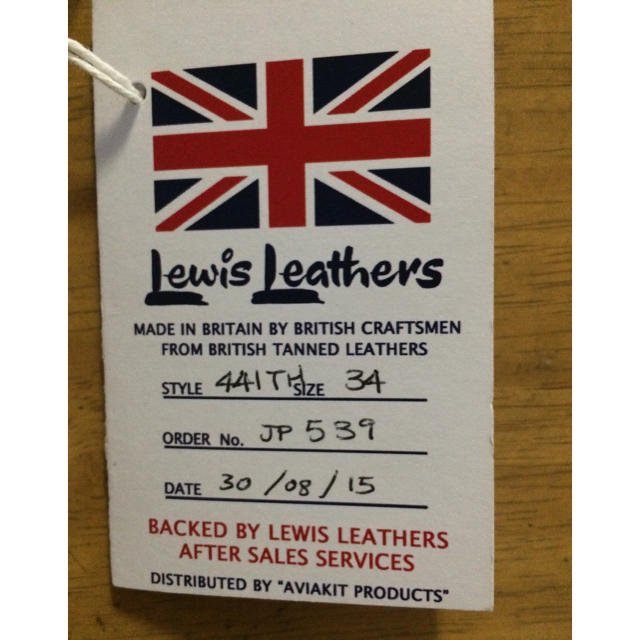 Lewis Leathers
MADE IN BRITAIN BY BRITISH CRAFTSMEN
FROM BRITISH TANNED LEATHERS
STYLE 441TH SIZE 34
ORDER No. JP 539
DATE 30/08/15
BACKED BY LEWIS LEATHERS
AFTER SALES SERVICES
DISTRIBUTED BY "AVIAKIT PRODUCTS"